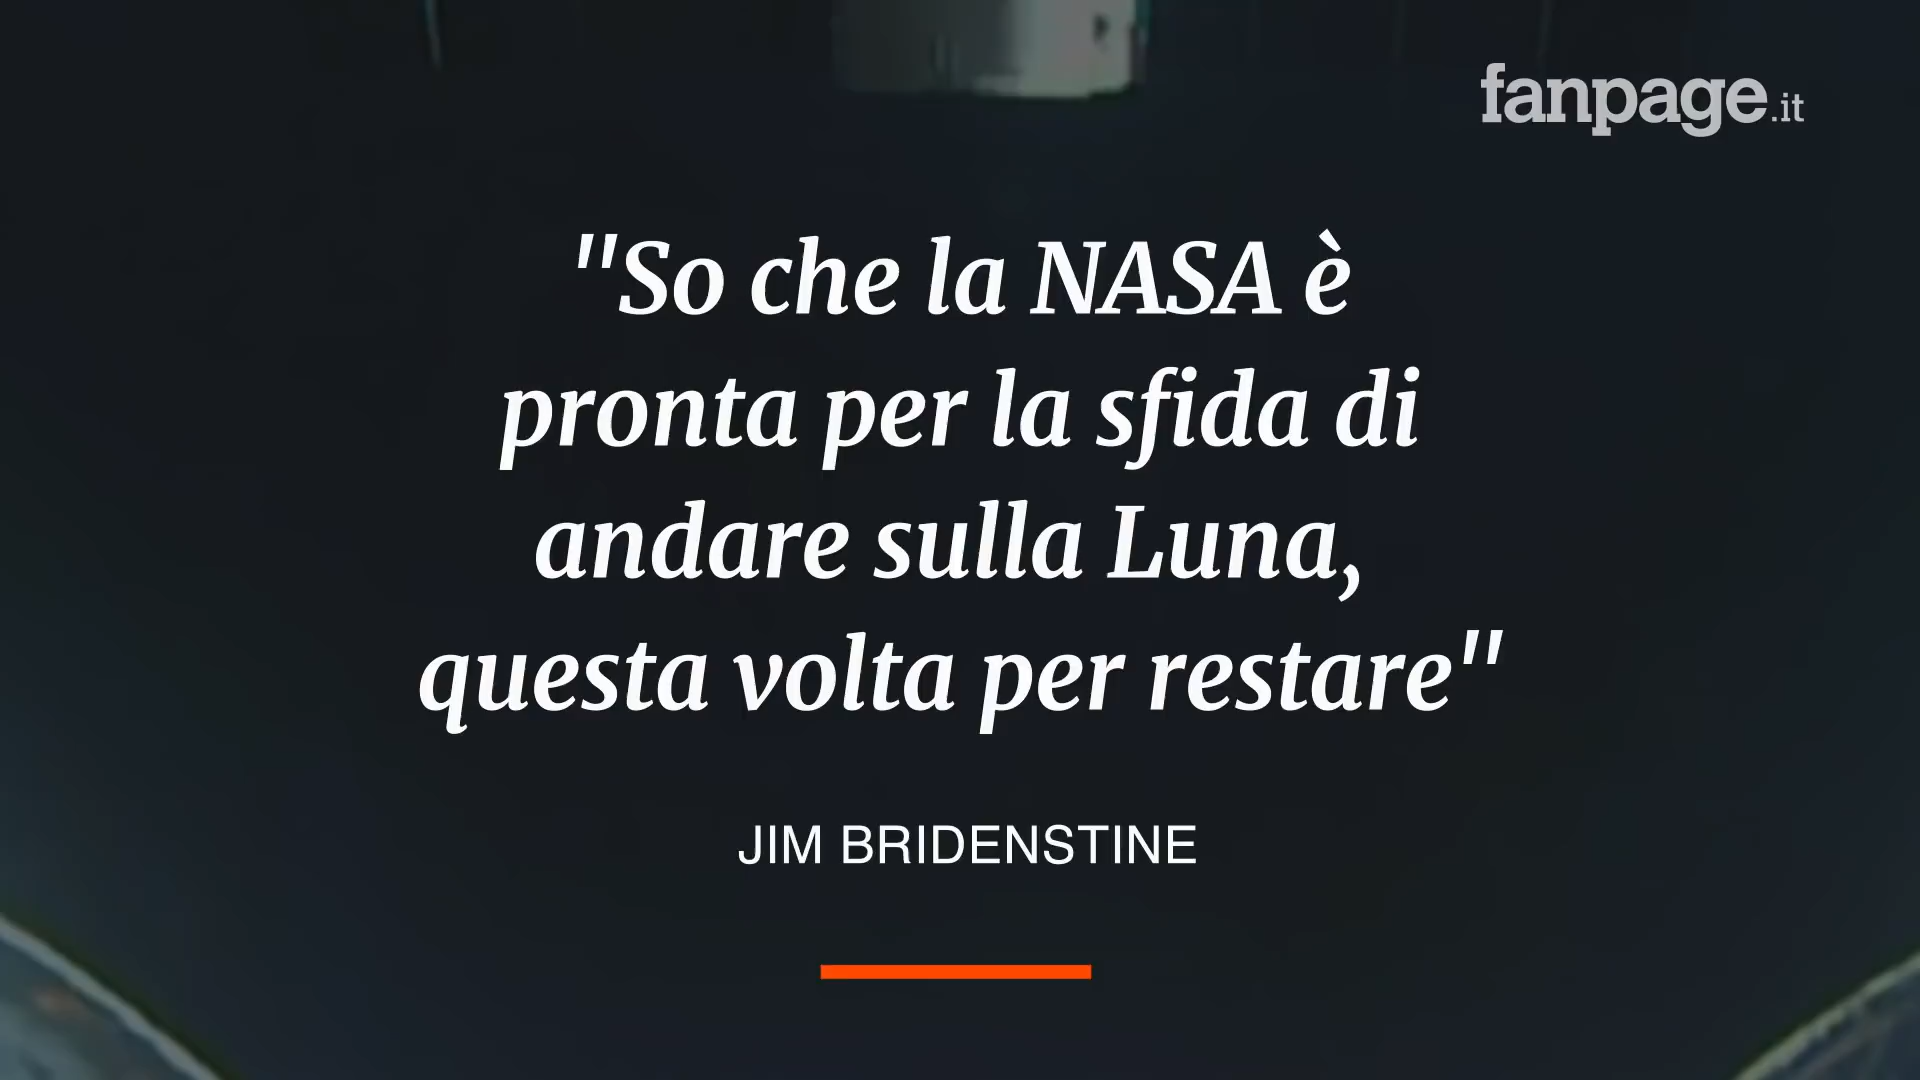 fanpage.it
"So che la NASA è
pronta per la sfida di
andare sulla Luna,
questa volta per restare"
JIM BRIDENSTINE